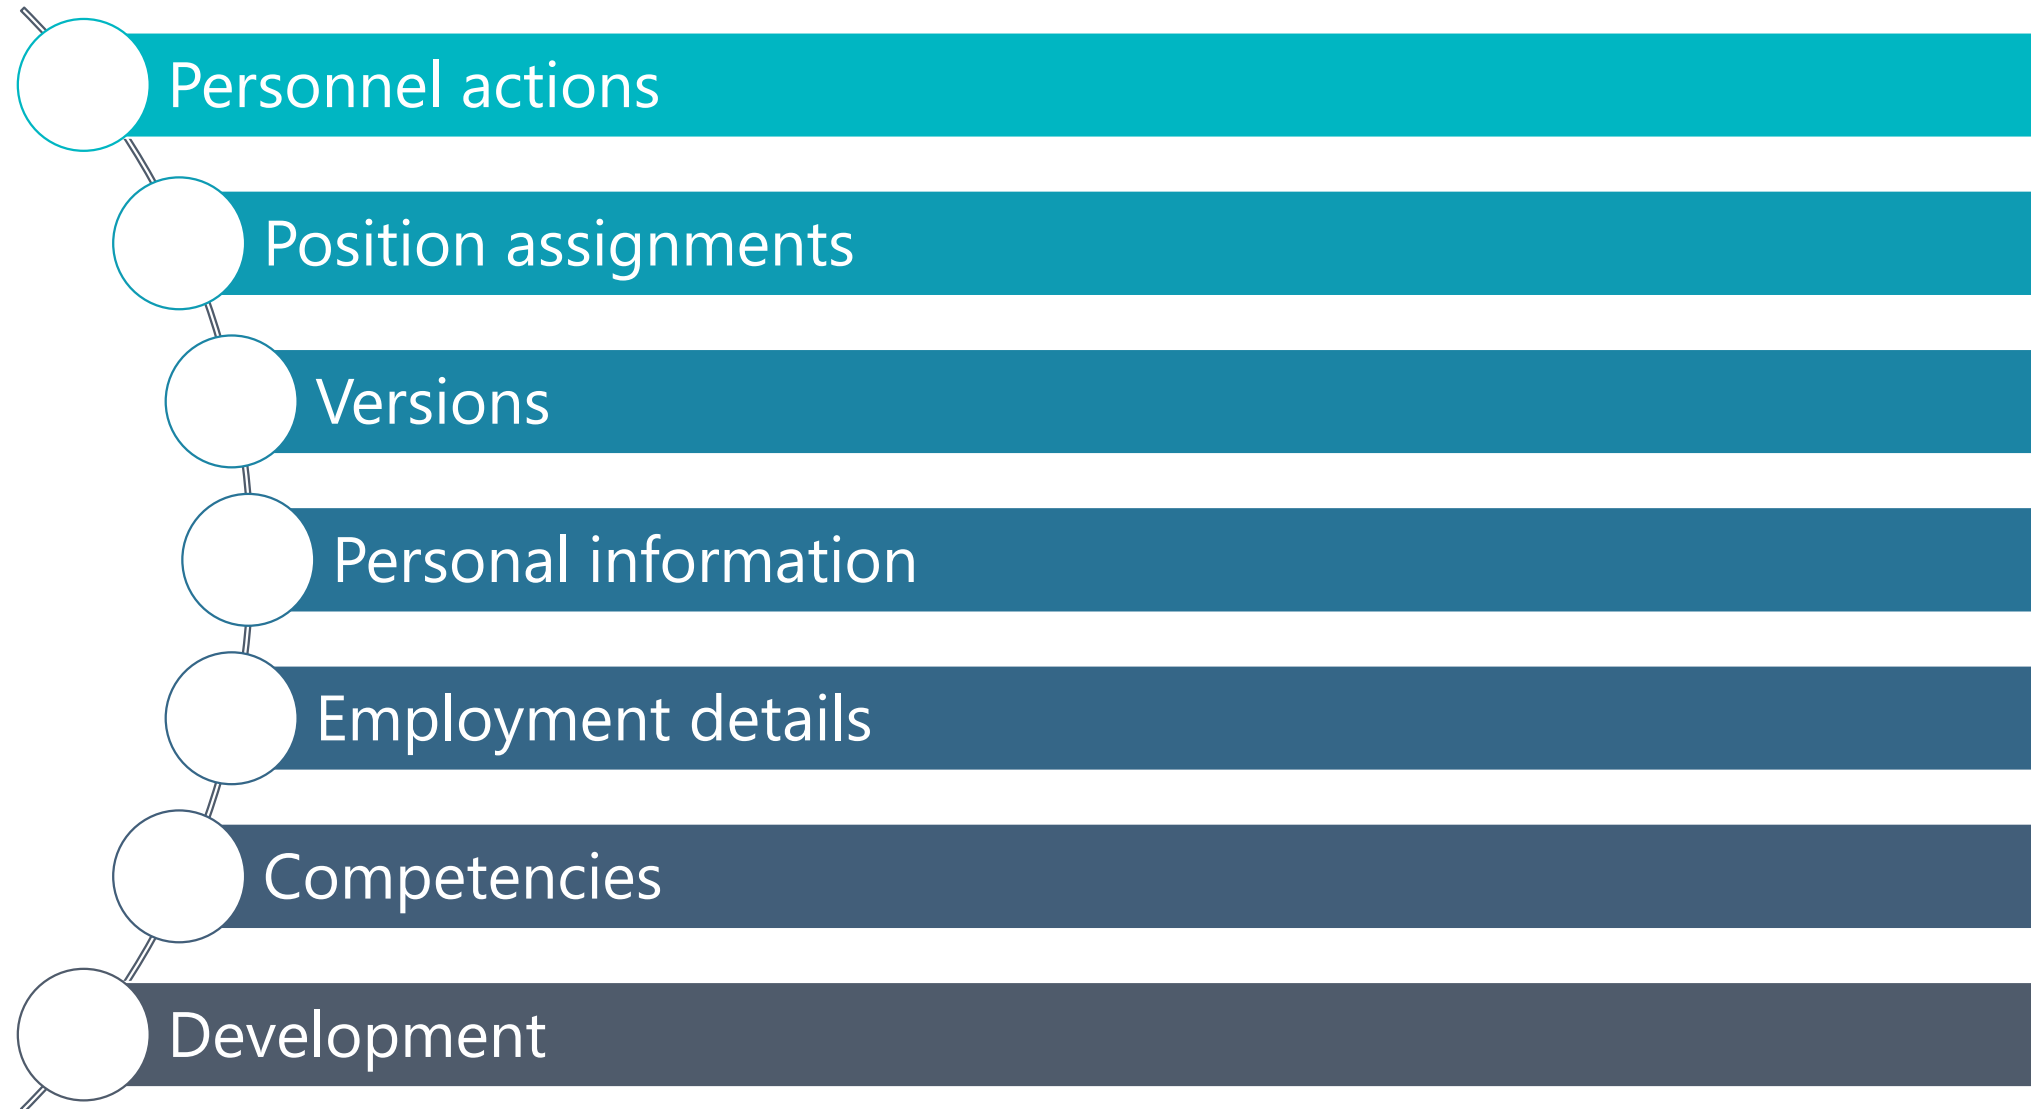 Personnel actions
Position assignments
Versions
Personal information
Employment details
Competencies
Development